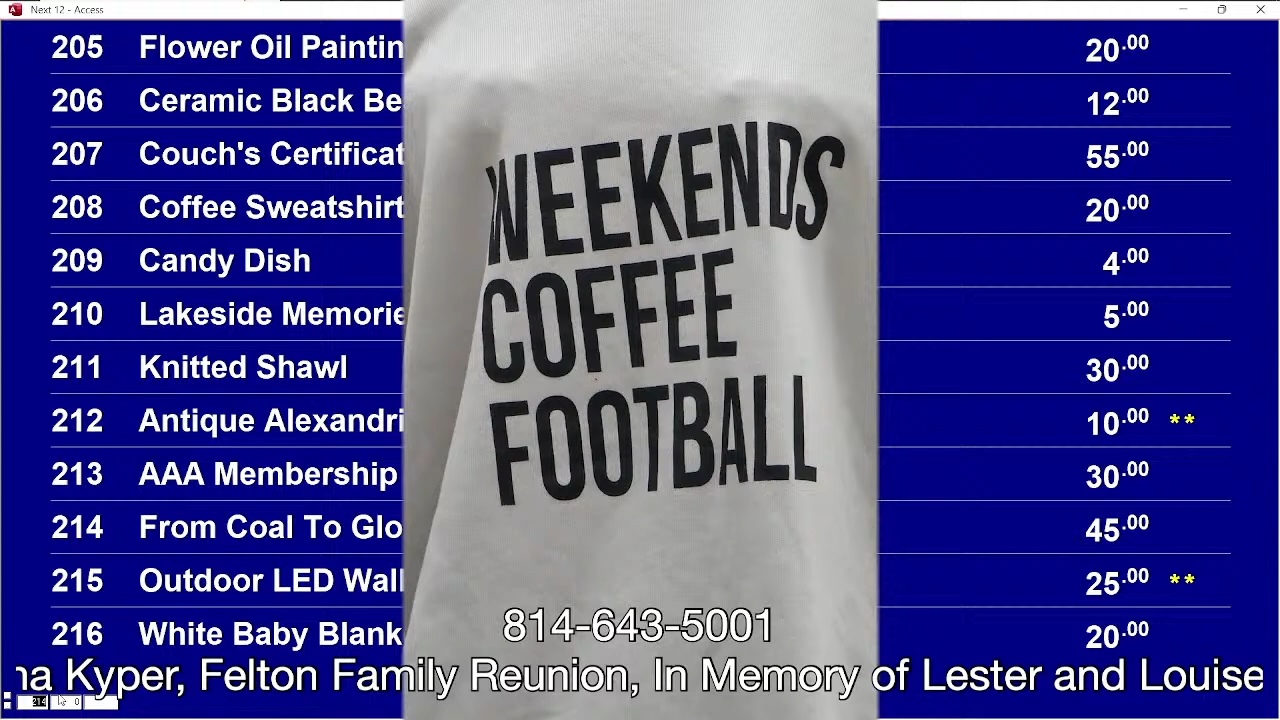 Next 12 - Access
205 Flower Oil Paintin 20.00
206 Ceramic Black Be 12.00
207 Couch's Certificat 55.00
208 Coffee Sweatshirt 20.00
209 Candy Dish 4.00
210 Lakeside Memorie 5.00
211 Knitted Shawl 30.00
212 Antique Alexandri 10.00 **
213 AAA Membership 30.00
214 From Coal To Glo 45.00
215 Outdoor LED Wall 25.00 **
216 White Baby Blank 20.00
WEEKENDS
COFFEE
FOOTBALL
814-643-5001
na Kyper, Felton Family Reunion, In Memory of Lester and Louise
214 0